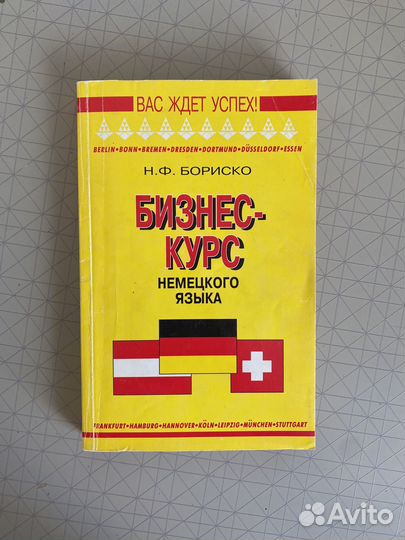 ВАС ЖДЕТ УСПЕХ!
BERLIN•BONN•BREMEN•DRESDEN•DORTMUND•DÜSSELDORF•ESSEN
Н.Ф. БОРИСКО
БИЗНЕС-
КУРС
НЕМЕЦКОГО
ЯЗЫКА
FRANKFURT•HAMBURG•HANNOVER•KÖLN•LEIPZIG•MÜNCHEN•STUTTGART
Avito